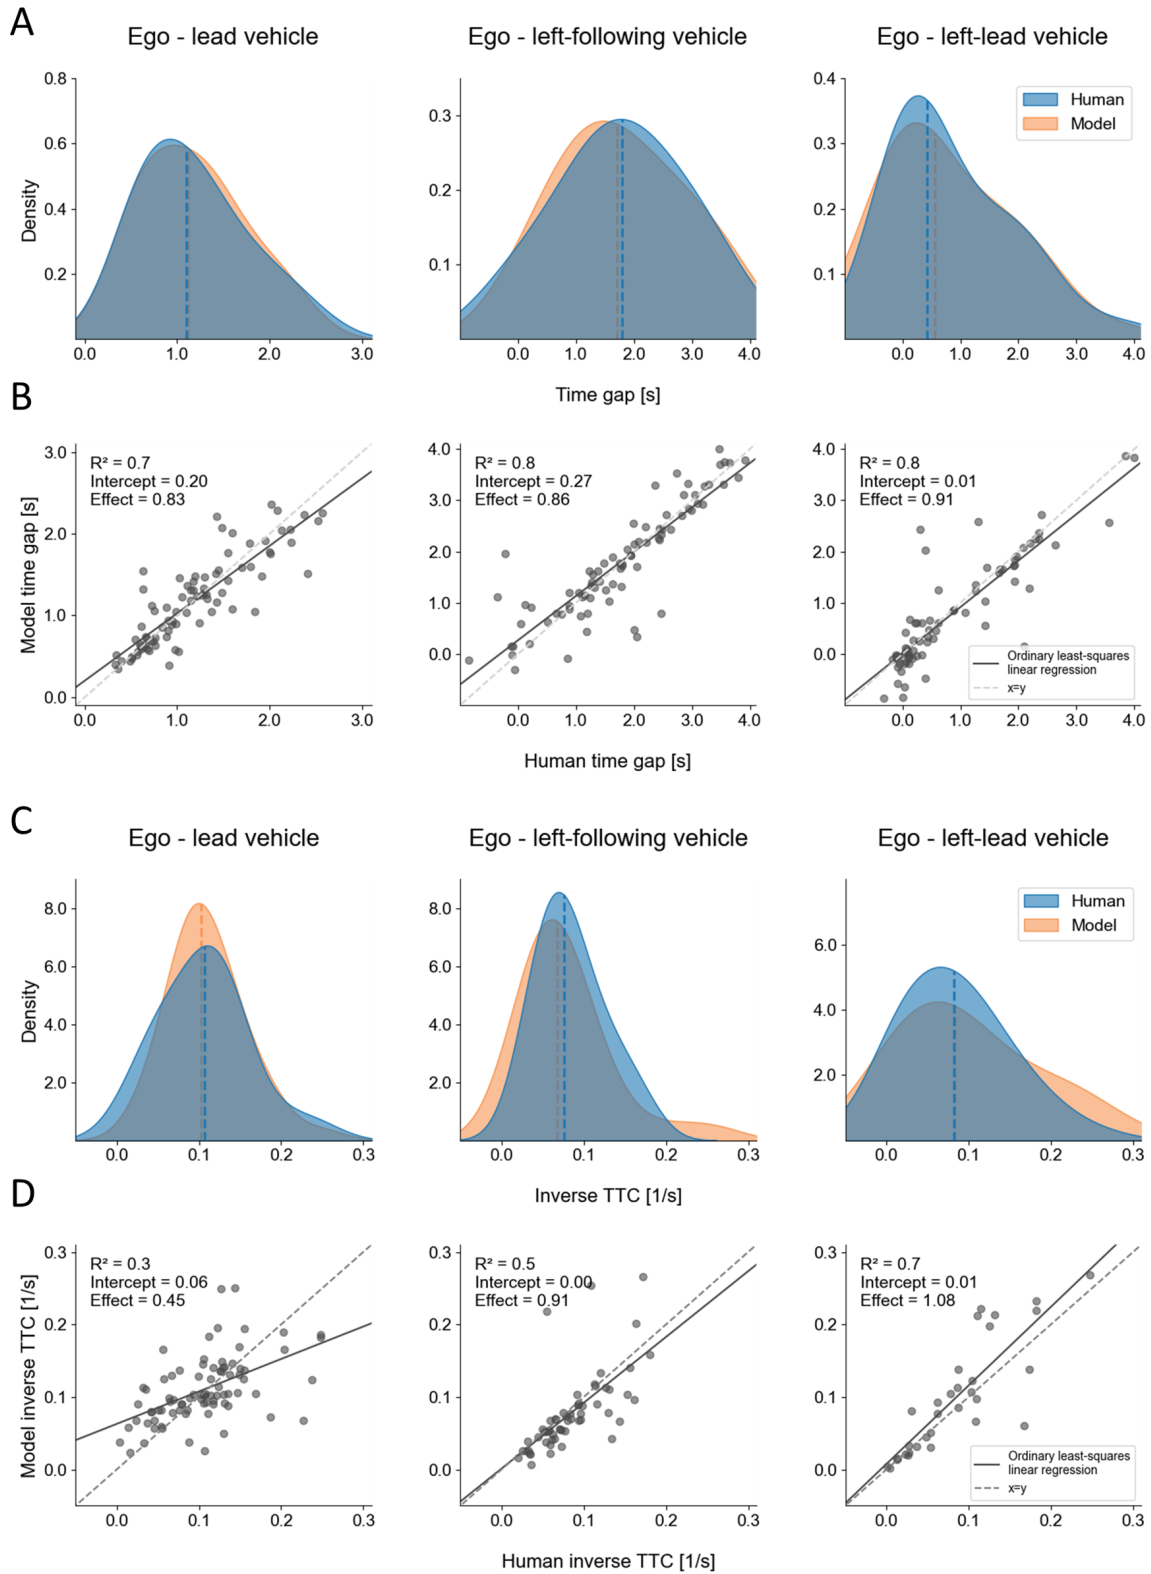 A
Ego - lead vehicle
Ego - left-following vehicle
Ego - left-lead vehicle
Density
0.8
0.6
0.4
0.2
0.0 1.0 2.0 3.0
0.3
0.2
0.1
0.0 1.0 2.0 3.0 4.0
0.4
0.3
0.2
0.1
0.0 1.0 2.0 3.0 4.0
Human
Model
Time gap [s]
B
Model time gap [s]
3.0
2.0
1.0
0.0
R² = 0.7
Intercept = 0.20
Effect = 0.83
0.0 1.0 2.0 3.0
4.0
3.0
2.0
1.0
0.0
R² = 0.8
Intercept = 0.27
Effect = 0.86
0.0 1.0 2.0 3.0 4.0
4.0
3.0
2.0
1.0
0.0
R² = 0.8
Intercept = 0.01
Effect = 0.91
Ordinary least-squares
linear regression
x=y
0.0 1.0 2.0 3.0 4.0
Human time gap [s]
C
Ego - lead vehicle
Ego - left-following vehicle
Ego - left-lead vehicle
Density
8.0
6.0
4.0
2.0
0.0 0.1 0.2 0.3
8.0
6.0
4.0
2.0
0.0 0.1 0.2 0.3
6.0
4.0
2.0
0.0 0.1 0.2 0.3
Human
Model
Inverse TTC [1/s]
D
Model inverse TTC [1/s]
0.3
0.2
0.1
0.0
R² = 0.3
Intercept = 0.06
Effect = 0.45
0.0 0.1 0.2 0.3
0.3
0.2
0.1
0.0
R² = 0.5
Intercept = 0.00
Effect = 0.91
0.0 0.1 0.2 0.3
0.3
0.2
0.1
0.0
R² = 0.7
Intercept = 0.01
Effect = 1.08
Ordinary least-squares
linear regression
x=y
0.0 0.1 0.2 0.3
Human inverse TTC [1/s]